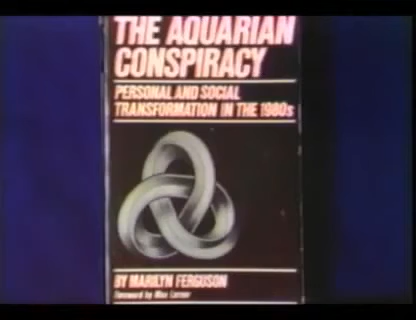 THE AQUARIAN
CONSPIRACY
PERSONAL AND SOCIAL
TRANSFORMATION IN THE 1980s
BY MARILYN FERGUSON
Foreword by Max Lerner